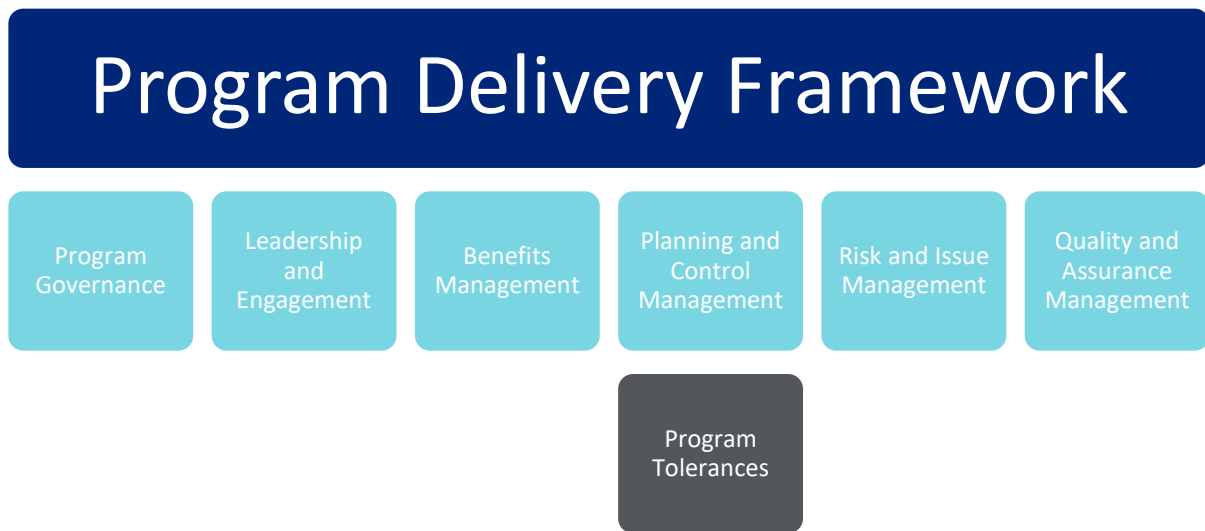 Program Delivery Framework
Program
Governance
Leadership
and
Engagement
Benefits
Management
Planning and
Control
Management
Risk and Issue
Management
Quality and
Assurance
Management
Program
Tolerances